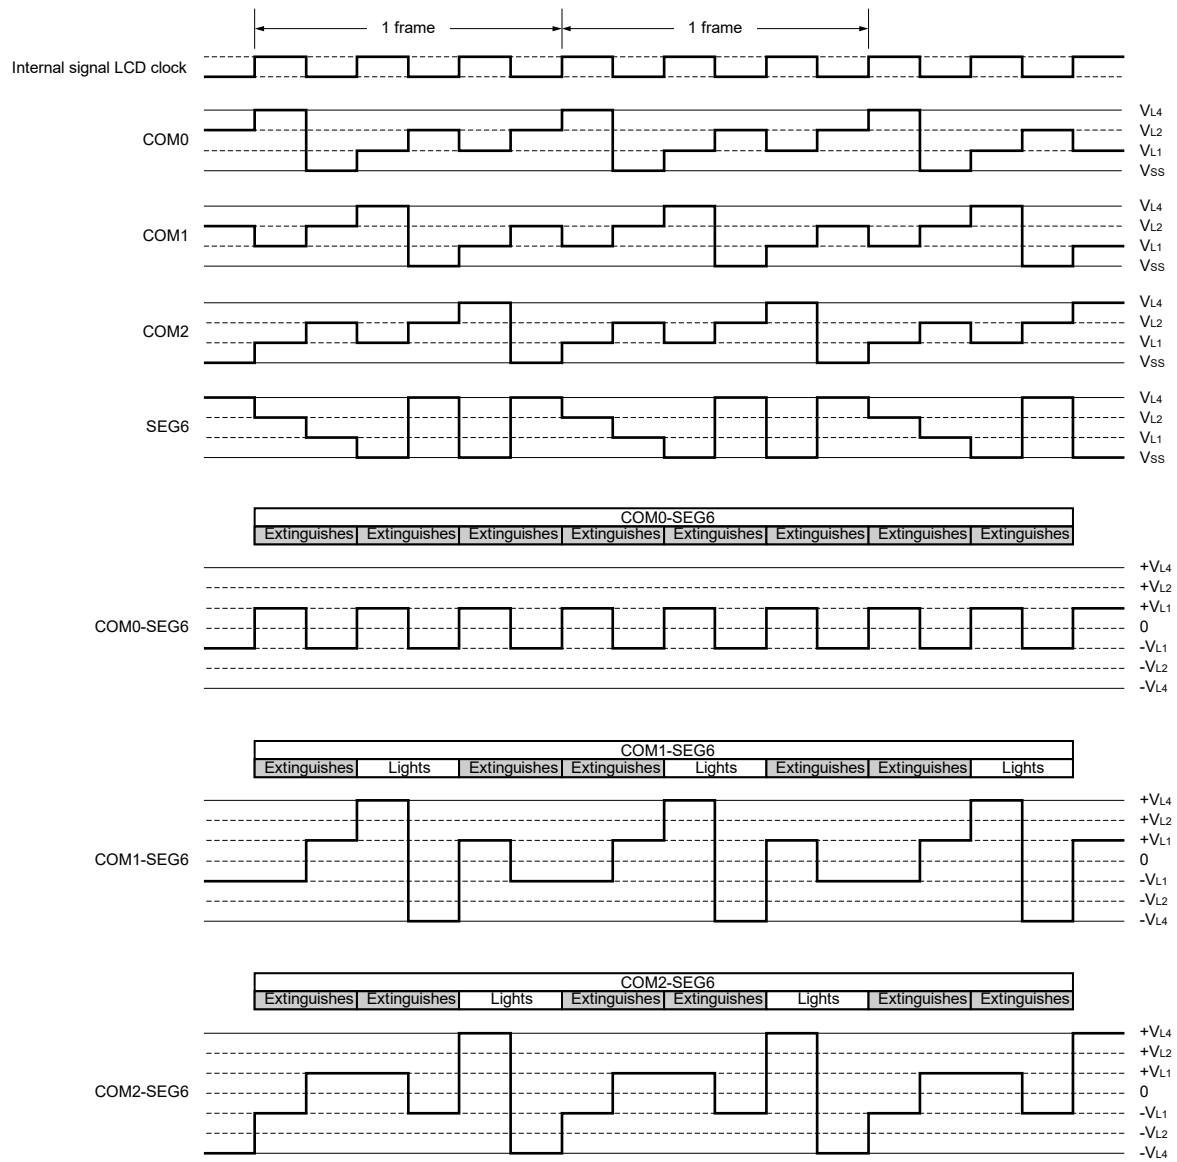 1 frame 1 frame
Internal signal LCD clock
VL4
COM0 VL2
VL1
VSS
VL4
COM1 VL2
VL1
VSS
VL4
COM2 VL2
VL1
VSS
VL4
SEG6 VL2
VL1
VSS
COM0-SEG6
Extinguishes Extinguishes Extinguishes Extinguishes Extinguishes Extinguishes Extinguishes Extinguishes
+VL4
+VL2
+VL1
COM0-SEG6 0
-VL1
-VL2
-VL4
COM1-SEG6
Extinguishes Lights Extinguishes Extinguishes Lights Extinguishes Extinguishes Lights
+VL4
+VL2
+VL1
COM1-SEG6 0
-VL1
-VL2
-VL4
COM2-SEG6
Extinguishes Extinguishes Lights Extinguishes Extinguishes Lights Extinguishes Extinguishes
+VL4
+VL2
+VL1
COM2-SEG6 0
-VL1
-VL2
-VL4